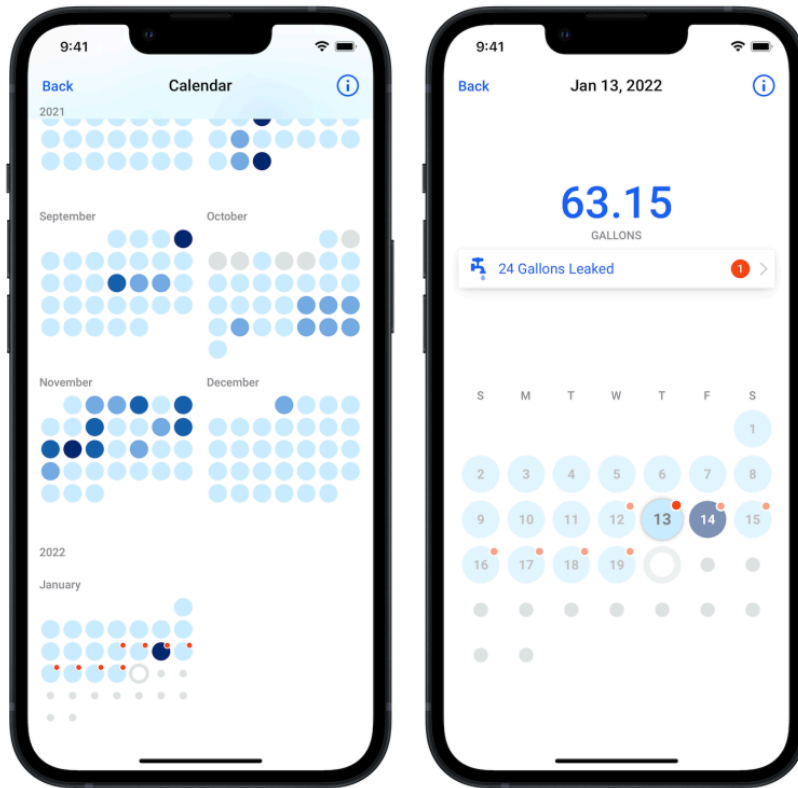 9:41
Back Calendar
2021
September October
November December
2022
January
9:41
Back Jan 13, 2022
63.15
GALLONS
24 Gallons Leaked 1
S M T W T F S
1
2 3 4 5 6 7 8
9 10 11 12 13 14 15
16 17 18 19